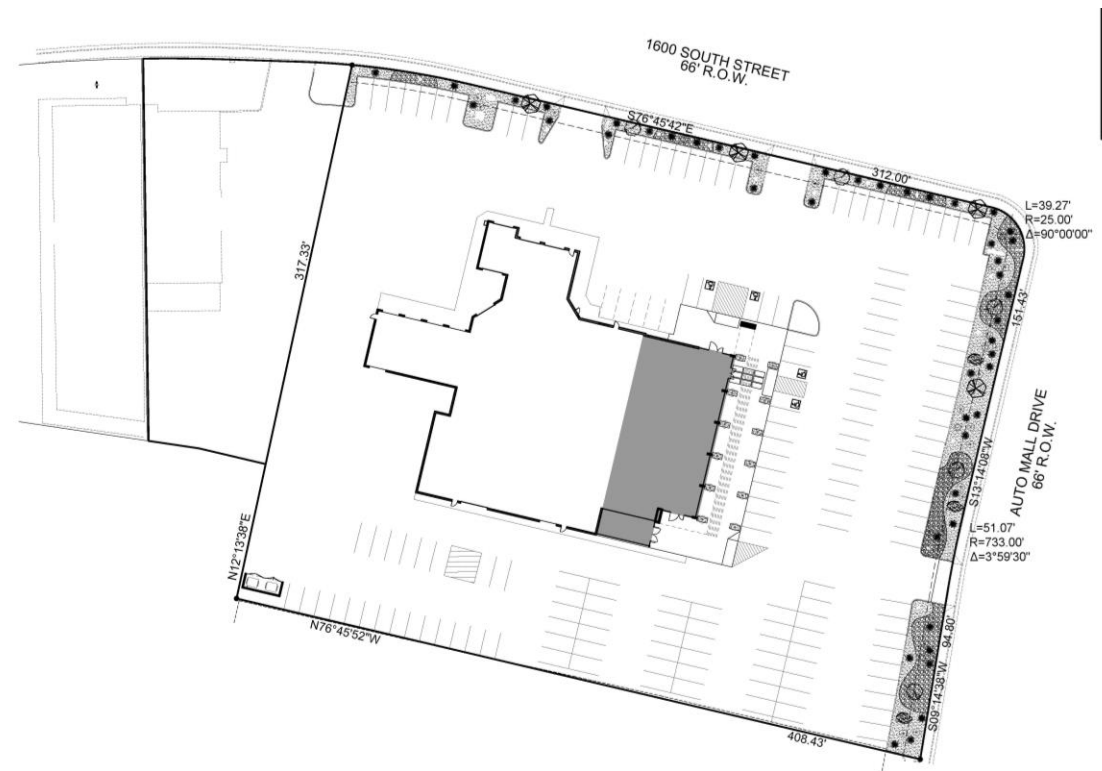 1600 SOUTH STREET
66' R.O.W.
S76°45'42"E
312.00'
L=39.27'
R=25.00'
Δ=90°00'00"
317.33'
151.43'
AUTO MALL DRIVE
66' R.O.W.
S13°14'08"W
L=51.07'
R=733.00'
Δ=3°59'30"
N12°13'38"E
N76°45'52"W
94.80'
S09°14'38"W
408.43'